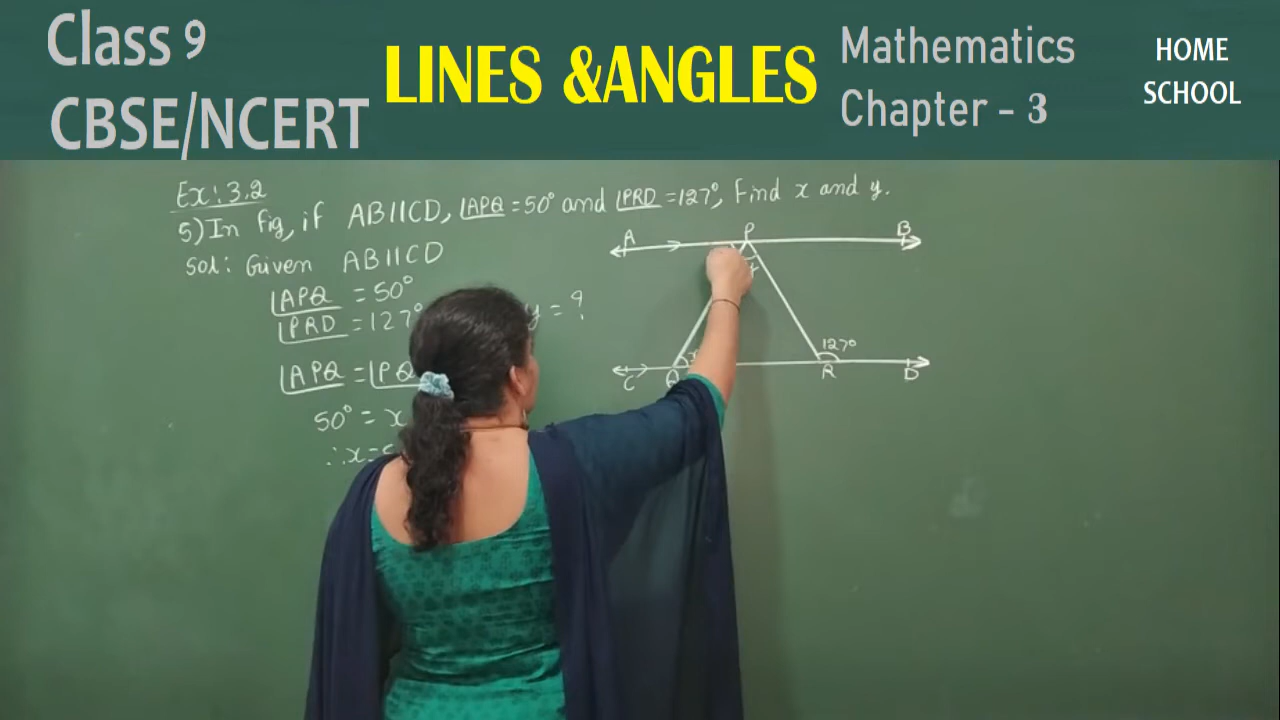 Class 9
CBSE/NCERT
LINES &ANGLES
Mathematics
Chapter - 3
HOME
SCHOOL
Ex: 3.2
5) In fig, if AB||CD, ∠APQ = 50° and ∠PRD = 127°, Find x and y.
Sol: Given AB||CD
∠APQ = 50°
∠PRD = 127° y = ?
∠APQ = ∠PQ
50° = x
∴ x =
A P B
127°
C Q R D